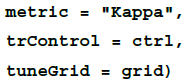 metric = "Kappa",
trControl = ctrl,
tuneGrid = grid)